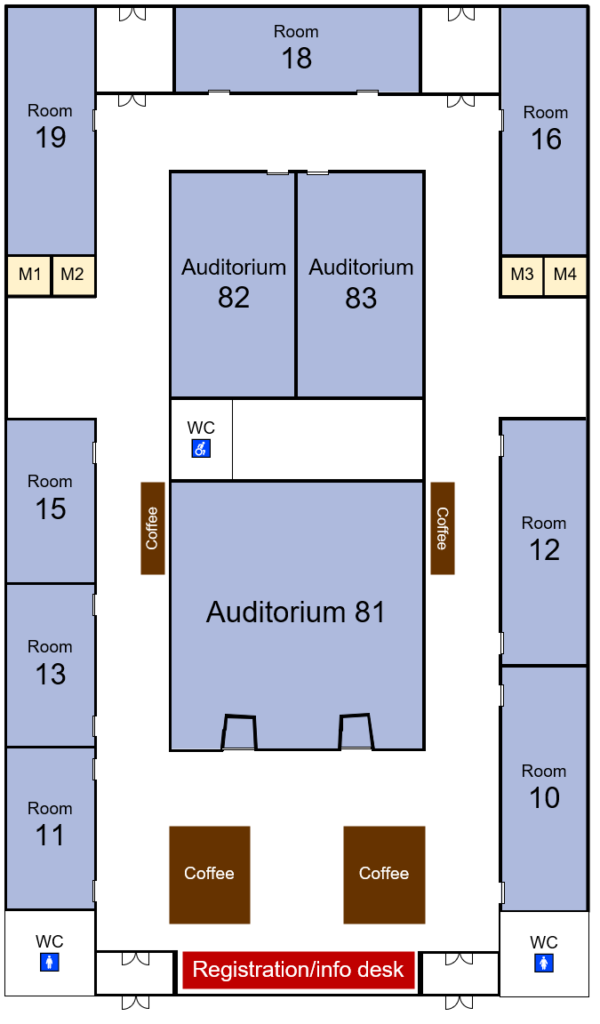 Room
18
Room
19
Room
16
M1
M2
M3
M4
Auditorium
82
Auditorium
83
WC
Room
15
Coffee
Coffee
Room
12
Auditorium 81
Room
13
Room
10
Room
11
Coffee
Coffee
WC
WC
Registration/info desk